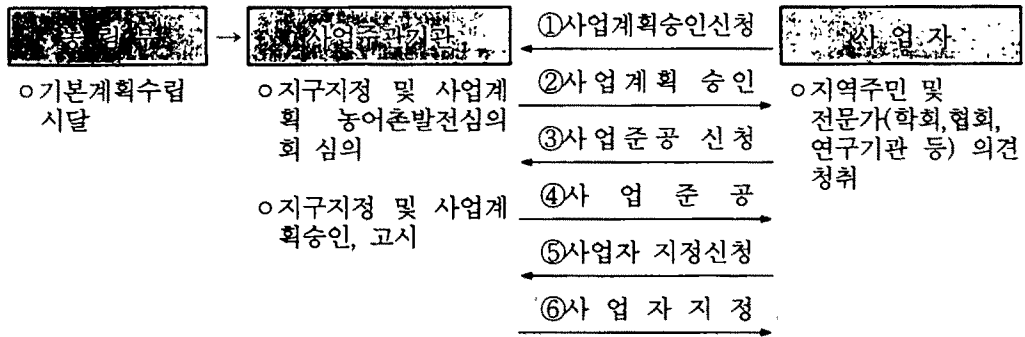 농림부 → 사업주관기관
사 업 자
①사업계획승인신청
②사업계획 승인
③사업준공 신청
④사 업 준 공
⑤사업자 지정신청
⑥사 업 자 지 정
ㅇ기본계획수립
시달
ㅇ지구지정 및 사업계
획 농어촌발전심의
회 심의
ㅇ지구지정 및 사업계
획승인, 고시
ㅇ지역주민 및
전문가(학회,협회,
연구기관 등) 의견
청취